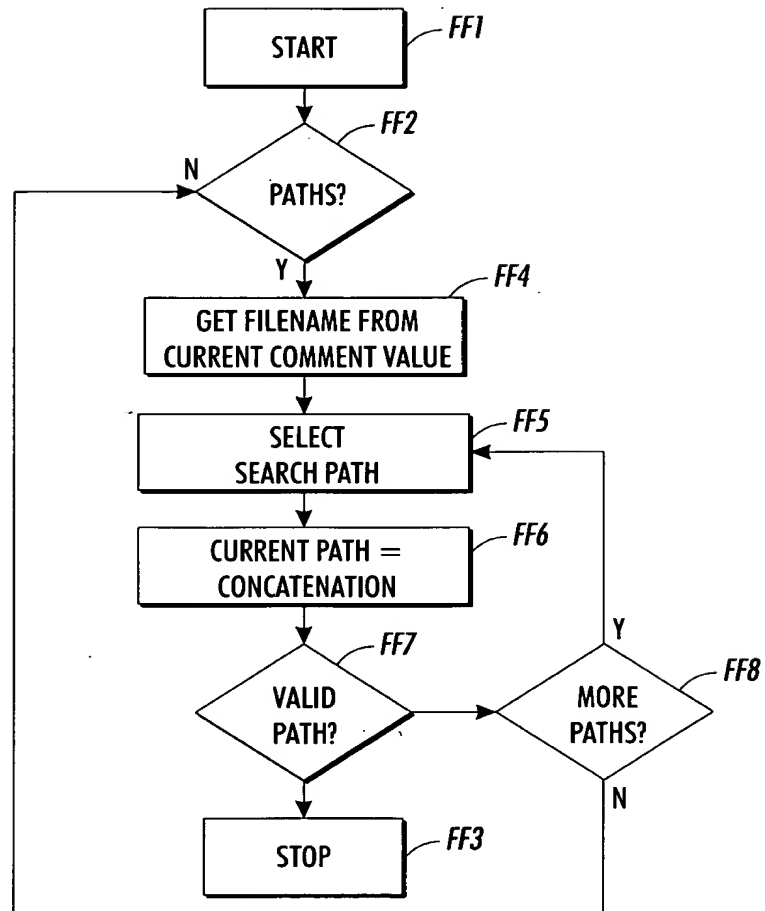 START
FF1
FF2
N
PATHS?
Y
FF4
GET FILENAME FROM
CURRENT COMMENT VALUE
FF5
SELECT
SEARCH PATH
CURRENT PATH =
CONCATENATION
FF6
Y
FF7
FF8
VALID
PATH?
MORE
PATHS?
N
STOP
FF3